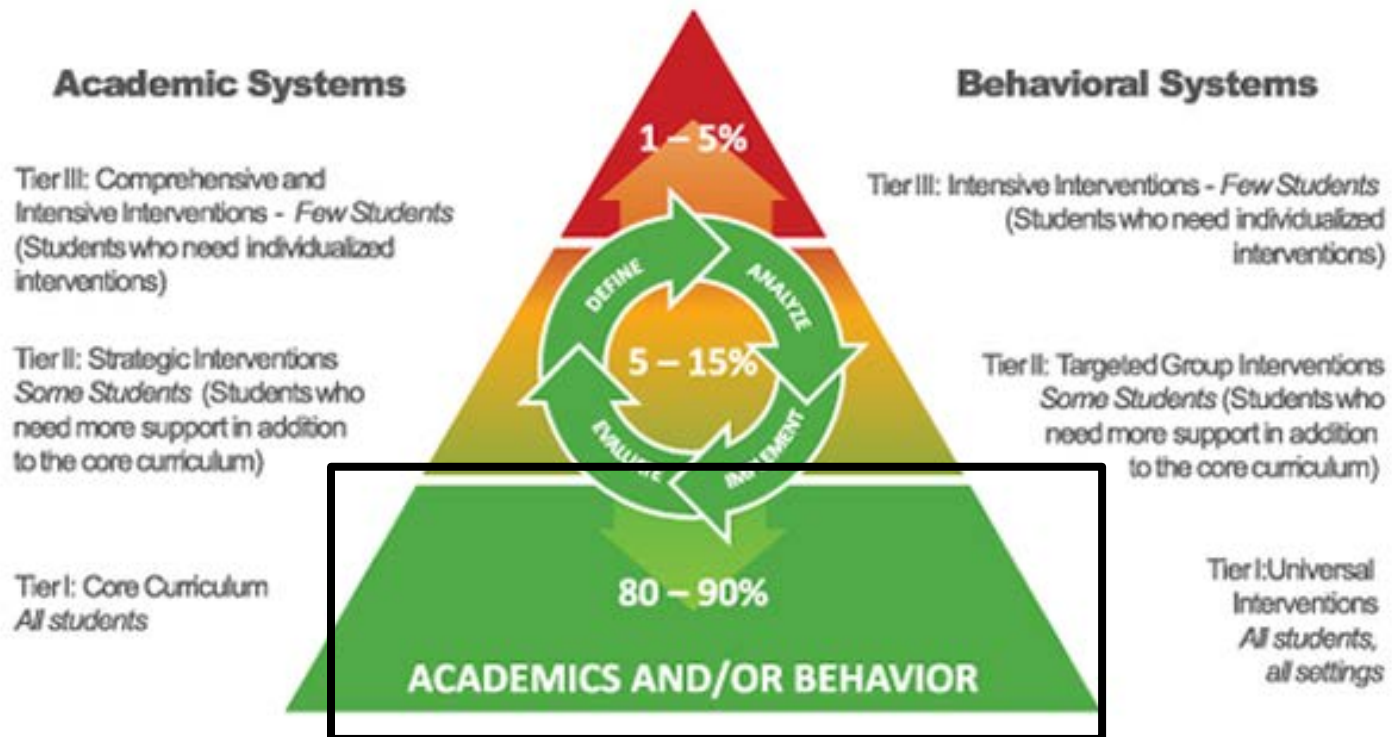 Academic Systems
Tier III: Comprehensive and
Intensive Interventions - Few Students
(Students who need individualized
interventions)
Tier II: Strategic Interventions
Some Students (Students who
need more support in addition
to the core curriculum)
Tier I: Core Curriculum
All students
1 – 5%
DEFINE
ANALYZE
5 – 15%
EVALUATE
IMPLEMENT
80 – 90%
ACADEMICS AND/OR BEHAVIOR
Behavioral Systems
Tier III: Intensive Interventions - Few Students
(Students who need individualized
interventions)
Tier II: Targeted Group Interventions
Some Students (Students who
need more support in addition
to the core curriculum)
Tier I:Universal
Interventions
All students,
all settings